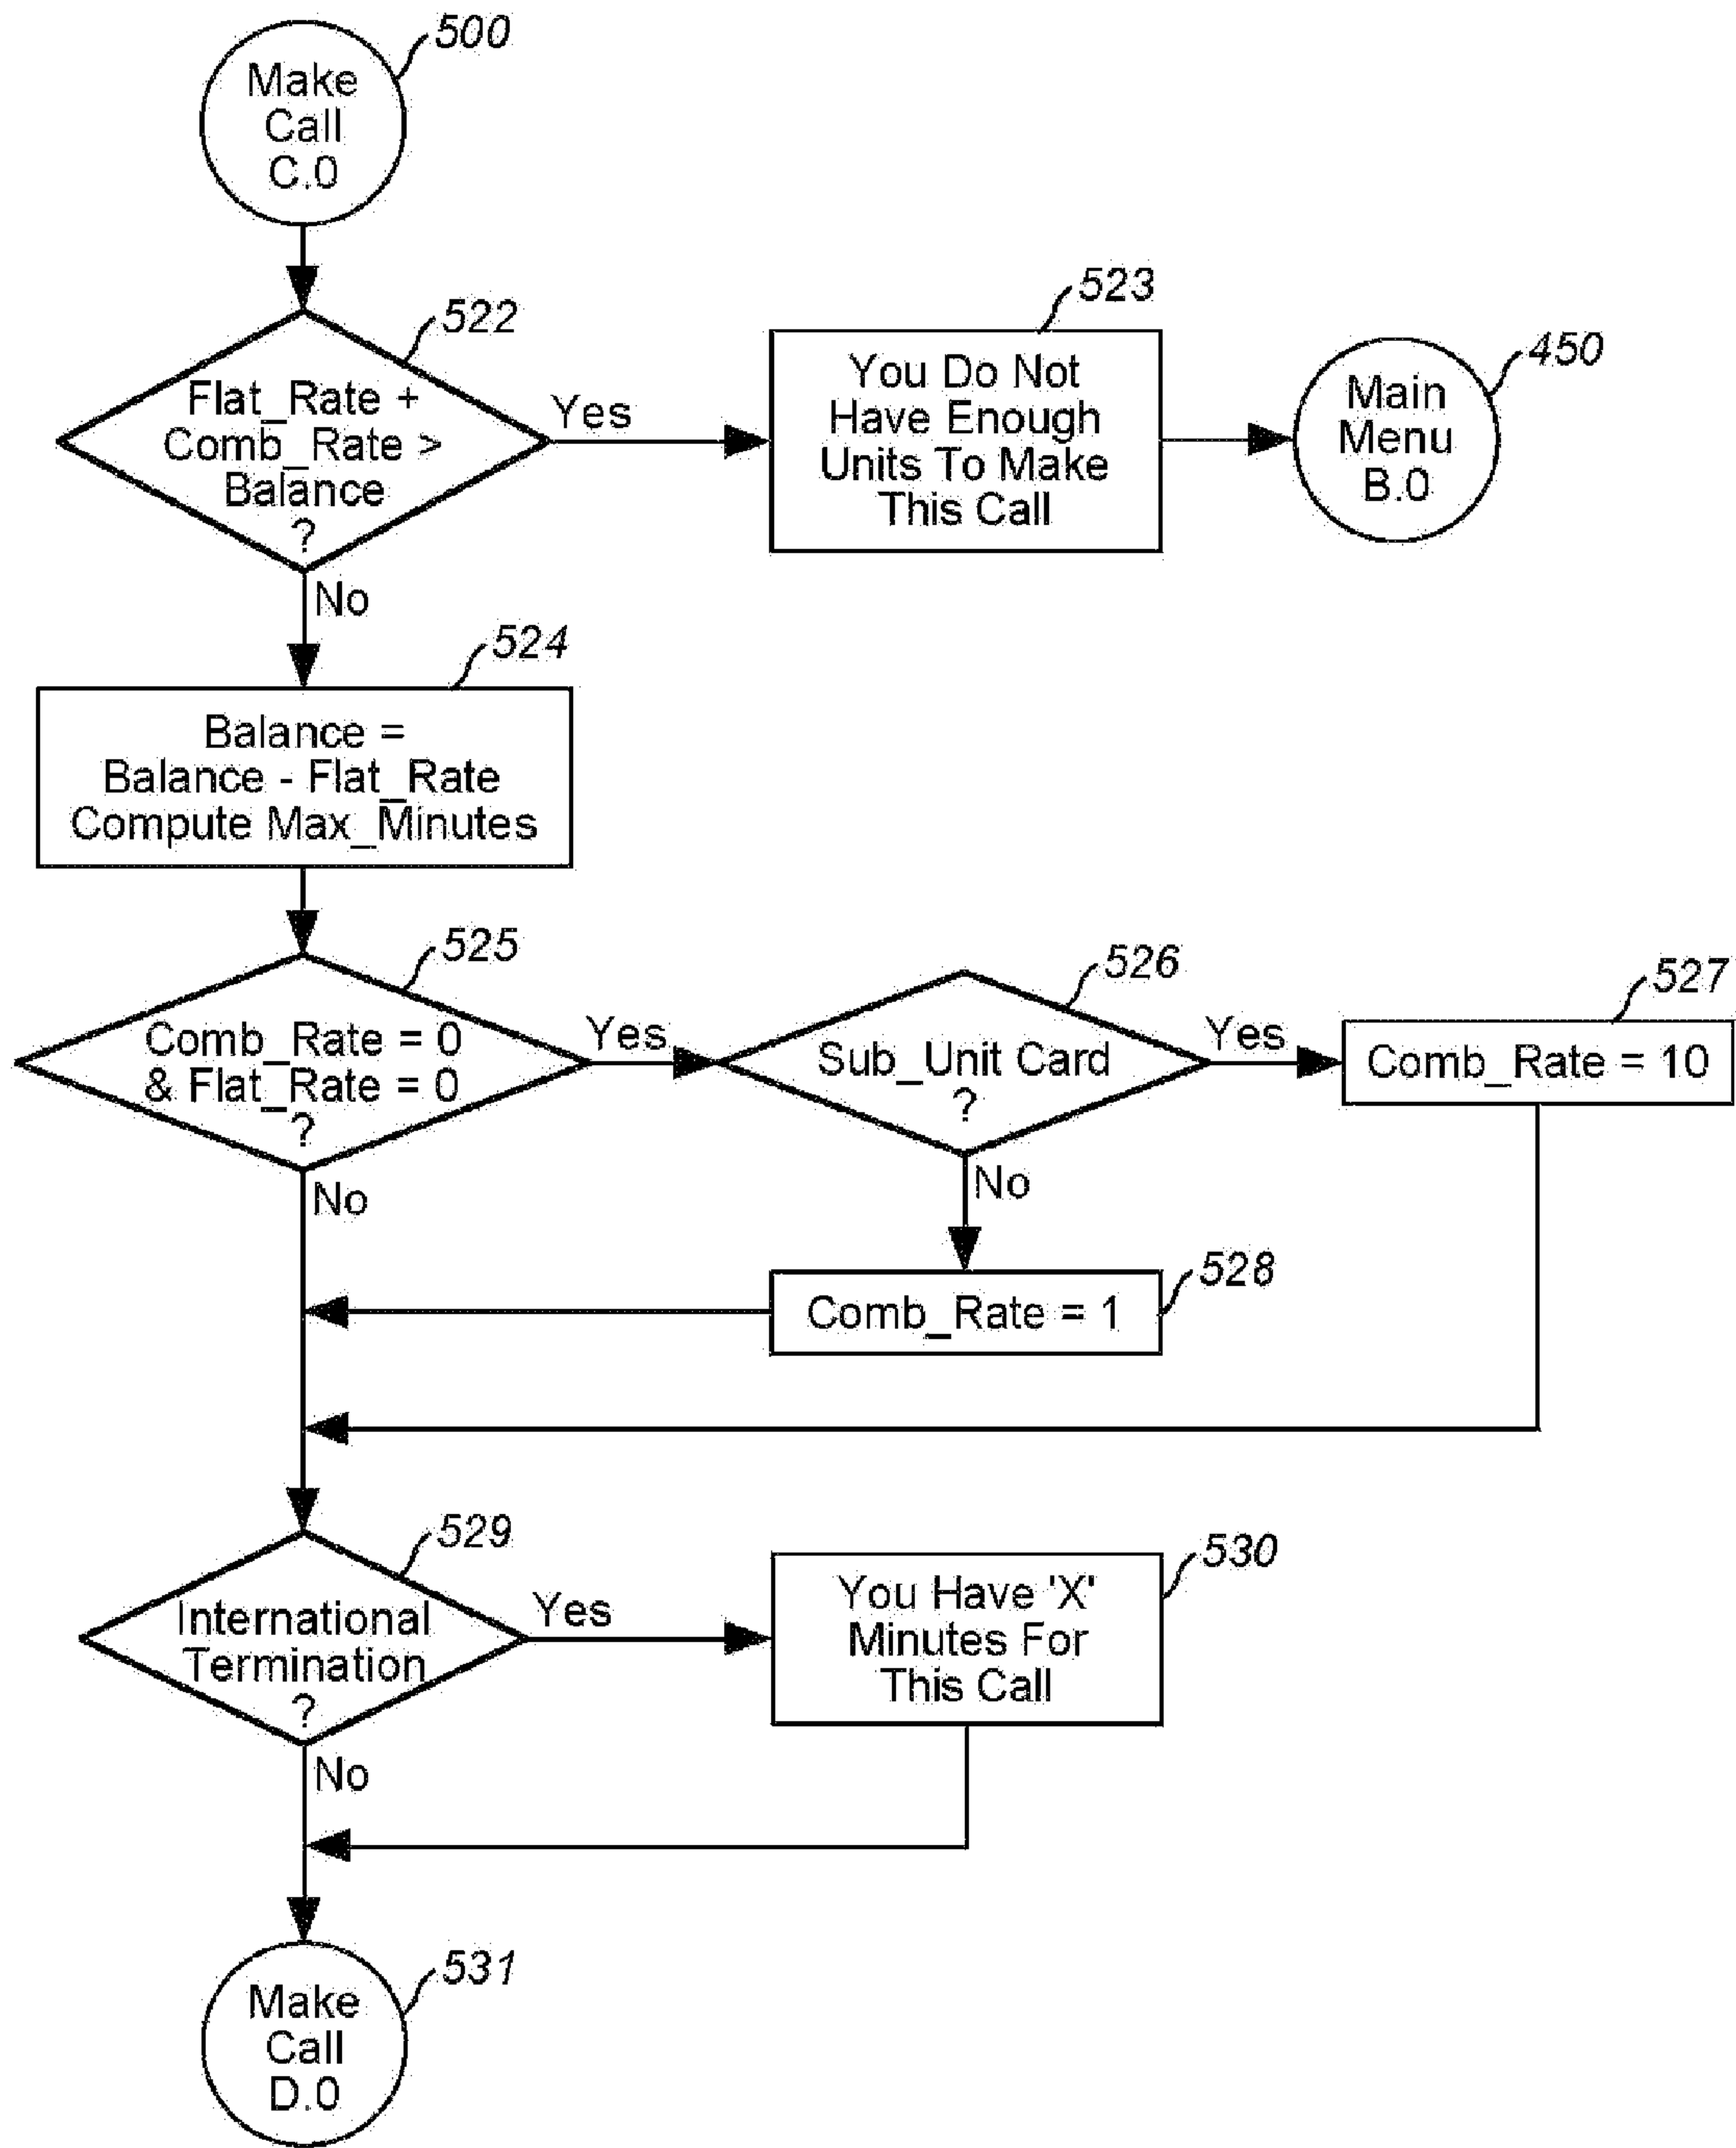 500
Make
Call
C.0
522
Flat_Rate +
Comb_Rate >
Balance
?
Yes
523
You Do Not
Have Enough
Units To Make
This Call
450
Main
Menu
B.0
No
524
Balance =
Balance - Flat_Rate
Compute Max_Minutes
525
Comb_Rate = 0
& Flat_Rate = 0
?
Yes
526
Sub_Unit Card
?
Yes
527
Comb_Rate = 10
No
No
528
Comb_Rate = 1
529
International
Termination
?
Yes
530
You Have 'X'
Minutes For
This Call
No
531
Make
Call
D.0